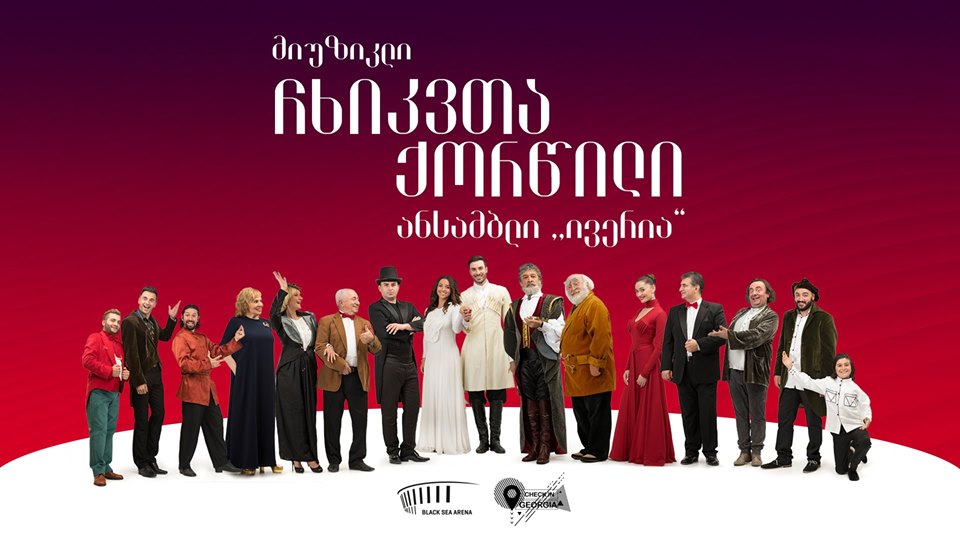 მიუზიკლი
ჩხიკვთა
ქორწილი
ანსამბლი ,,ივერია“
BLACK SEA ARENA
CHECK IN
GEORGIA